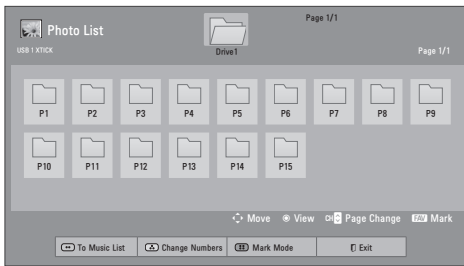 Photo List
Page 1/1
USB 1 XTICK
Drive1
Page 1/1
P1 P2 P3 P4 P5 P6 P7 P8 P9
P10 P11 P12 P13 P14 P15
Move View CH Page Change FAV Mark
To Music List Change Numbers Mark Mode Exit